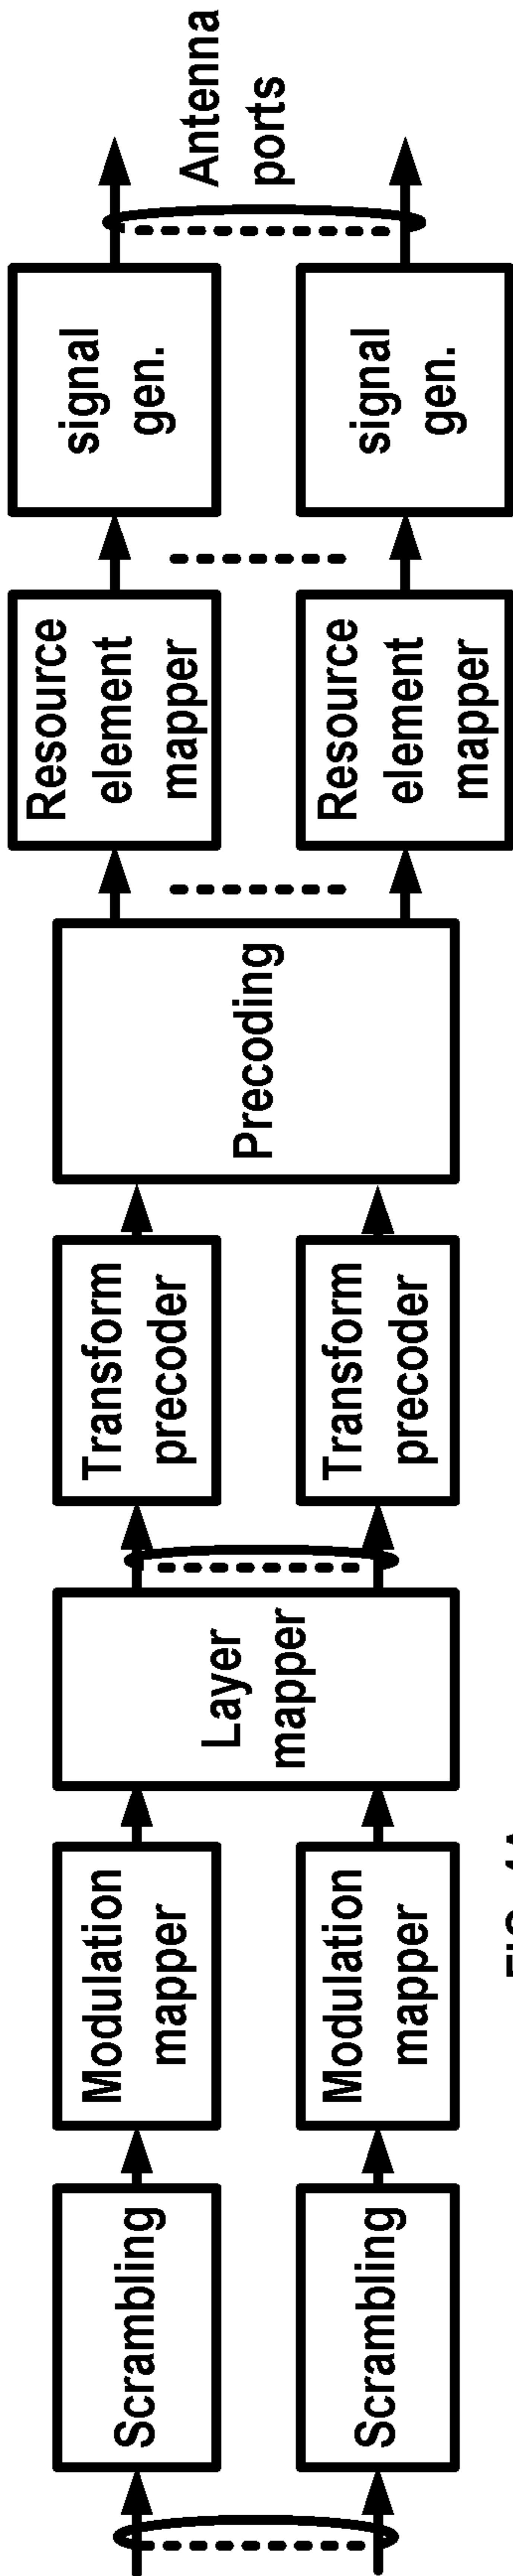 Scrambling
Modulation
mapper
Layer
mapper
Transform
precoder
Precoding
Resource
element
mapper
signal
gen.
Antenna
ports
Scrambling
Modulation
mapper
Transform
precoder
Resource
element
mapper
signal
gen.
FIG.